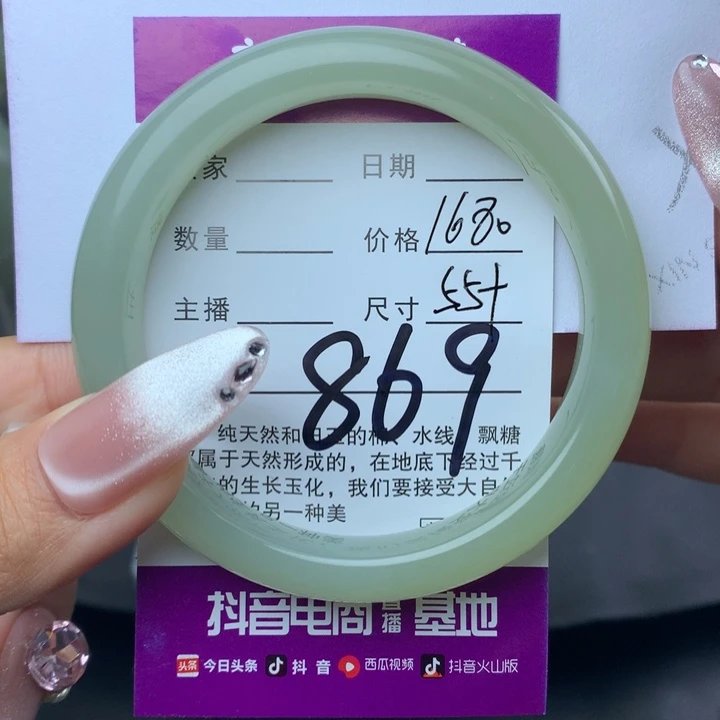 家 日期
数量 价格 1680
主播 尺寸 55+
869
纯天然和田玉的棉、水线、飘糖
属于天然形成的，在地底下经过千
的生长玉化，我们要接受大自
的另一种美
抖音电商直播基地
头条 今日头条 抖音 西瓜视频 抖音火山版